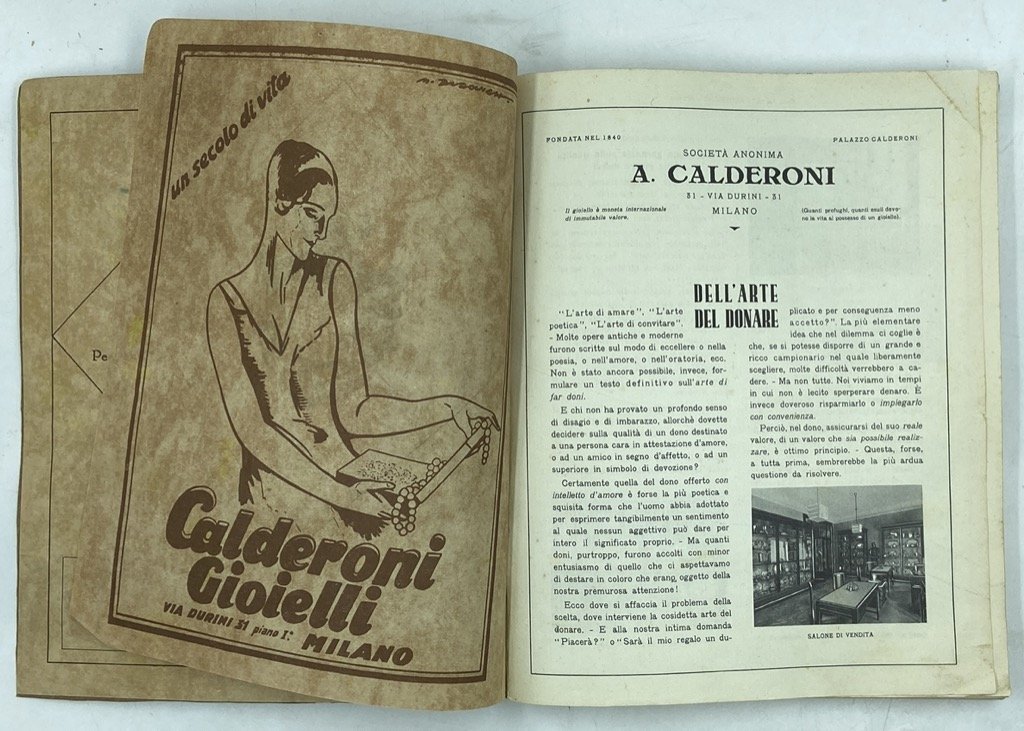 un secolo di vita
Calderoni
Gioielli
VIA DURINI 31 piano Iº
MILANO
Pe
FONDATA NEL 1840
PALAZZO CALDERONI
SOCIETÀ ANONIMA
A. CALDERONI
31 - VIA DURINI - 31
MILANO
Il gioiello è moneta internazionale
di immutabile valore.
(Quanti profughi, quanti esuli devo-
no la vita al possesso di un gioiello).
DELL'ARTE
DEL DONARE
"L'arte di amare", "L'arte
poetica", "L'arte di convitare".
- Molte opere antiche e moderne
furono scritte sul modo di eccellere o nella
poesia, o nell'amore, o nell'oratoria, ecc.
Non è stato ancora possibile, invece, for-
mulare un testo definitivo sull'arte di
far doni.
E chi non ha provato un profondo senso
di disagio e di imbarazzo, allorchè dovette
decidere sulla qualità di un dono destinato
a una persona cara in attestazione d'amore,
o ad un amico in segno d'affetto, o ad un
superiore in simbolo di devozione?
Certamente quella del dono offerto con
intelletto d'amore è forse la più poetica e
squisita forma che l'uomo abbia adottato
per esprimere tangibilmente un sentimento
al quale nessun aggettivo può dare per
intero il significato proprio. - Ma quanti
doni, purtroppo, furono accolti con minor
entusiasmo di quello che ci aspettavamo
di destare in coloro che erano oggetto della
nostra premurosa attenzione!
Ecco dove si affaccia il problema della
scelta, dove interviene la cosidetta arte del
donare. - E alla nostra intima domanda
"Piacerà?" o "Sarà il mio regalo un du-
plicato e per conseguenza meno
accetto?". La più elementare
idea che nel dilemma ci coglie è
che, se si potesse disporre di un grande e
ricco campionario nel quale liberamente
scegliere, molte difficoltà verrebbero a ca-
dere. - Ma non tutte. Noi viviamo in tempi
in cui non è lecito sperperare denaro. È
invece doveroso risparmiarlo o impiegarlo
con convenienza.
Perciò, nel dono, assicurarsi del suo reale
valore, di un valore che sia possibile realiz-
zare, è ottimo principio. - Questa, forse,
a tutta prima, sembrerebbe la più ardua
questione da risolvere.
SALONE DI VENDITA